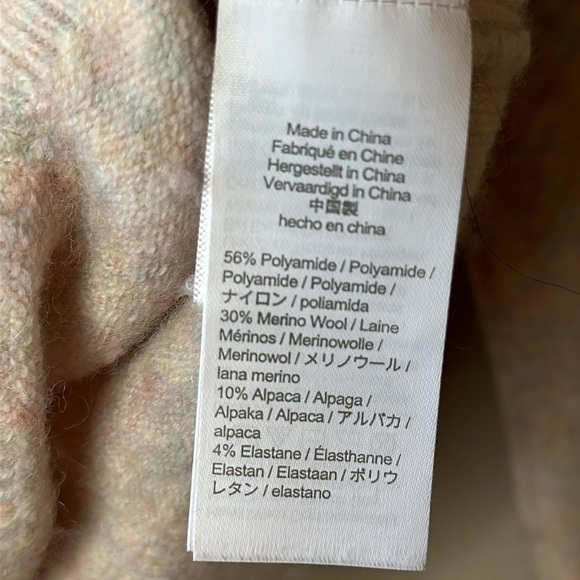 Made in China
Fabriqué en Chine
Hergestellt in China
Vervaardigd in China
中国製
hecho en china
56% Polyamide / Polyamide /
Polyamide / Polyamide /
ナイロン / poliamida
30% Merino Wool / Laine
Mérinos / Merinowolle /
Merinowol / メリノウール /
lana merino
10% Alpaca / Alpaga /
Alpaka / Alpaca / アルパカ /
alpaca
4% Elastane / Élasthanne /
Elastan / Elastaan / ポリウ
レタン / elastano